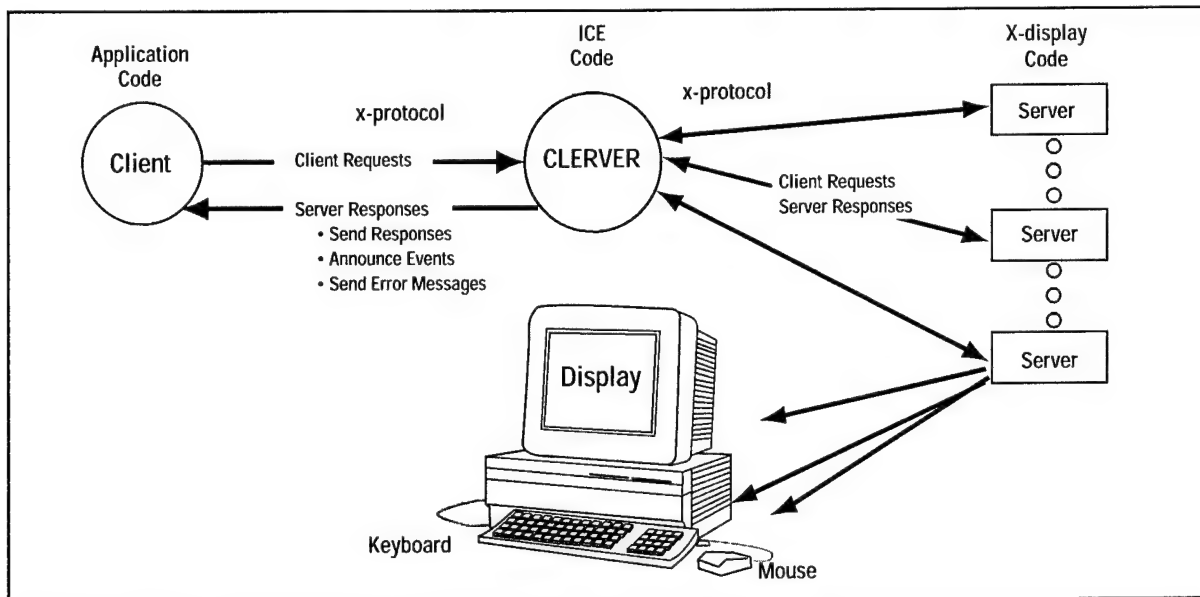 Application
Code
Client
x-protocol
Client Requests
Server Responses
• Send Responses
• Announce Events
• Send Error Messages
ICE
Code
CLERVER
x-protocol
Client Requests
Server Responses
X-display
Code
Server
Server
Server
Display
Keyboard
Mouse